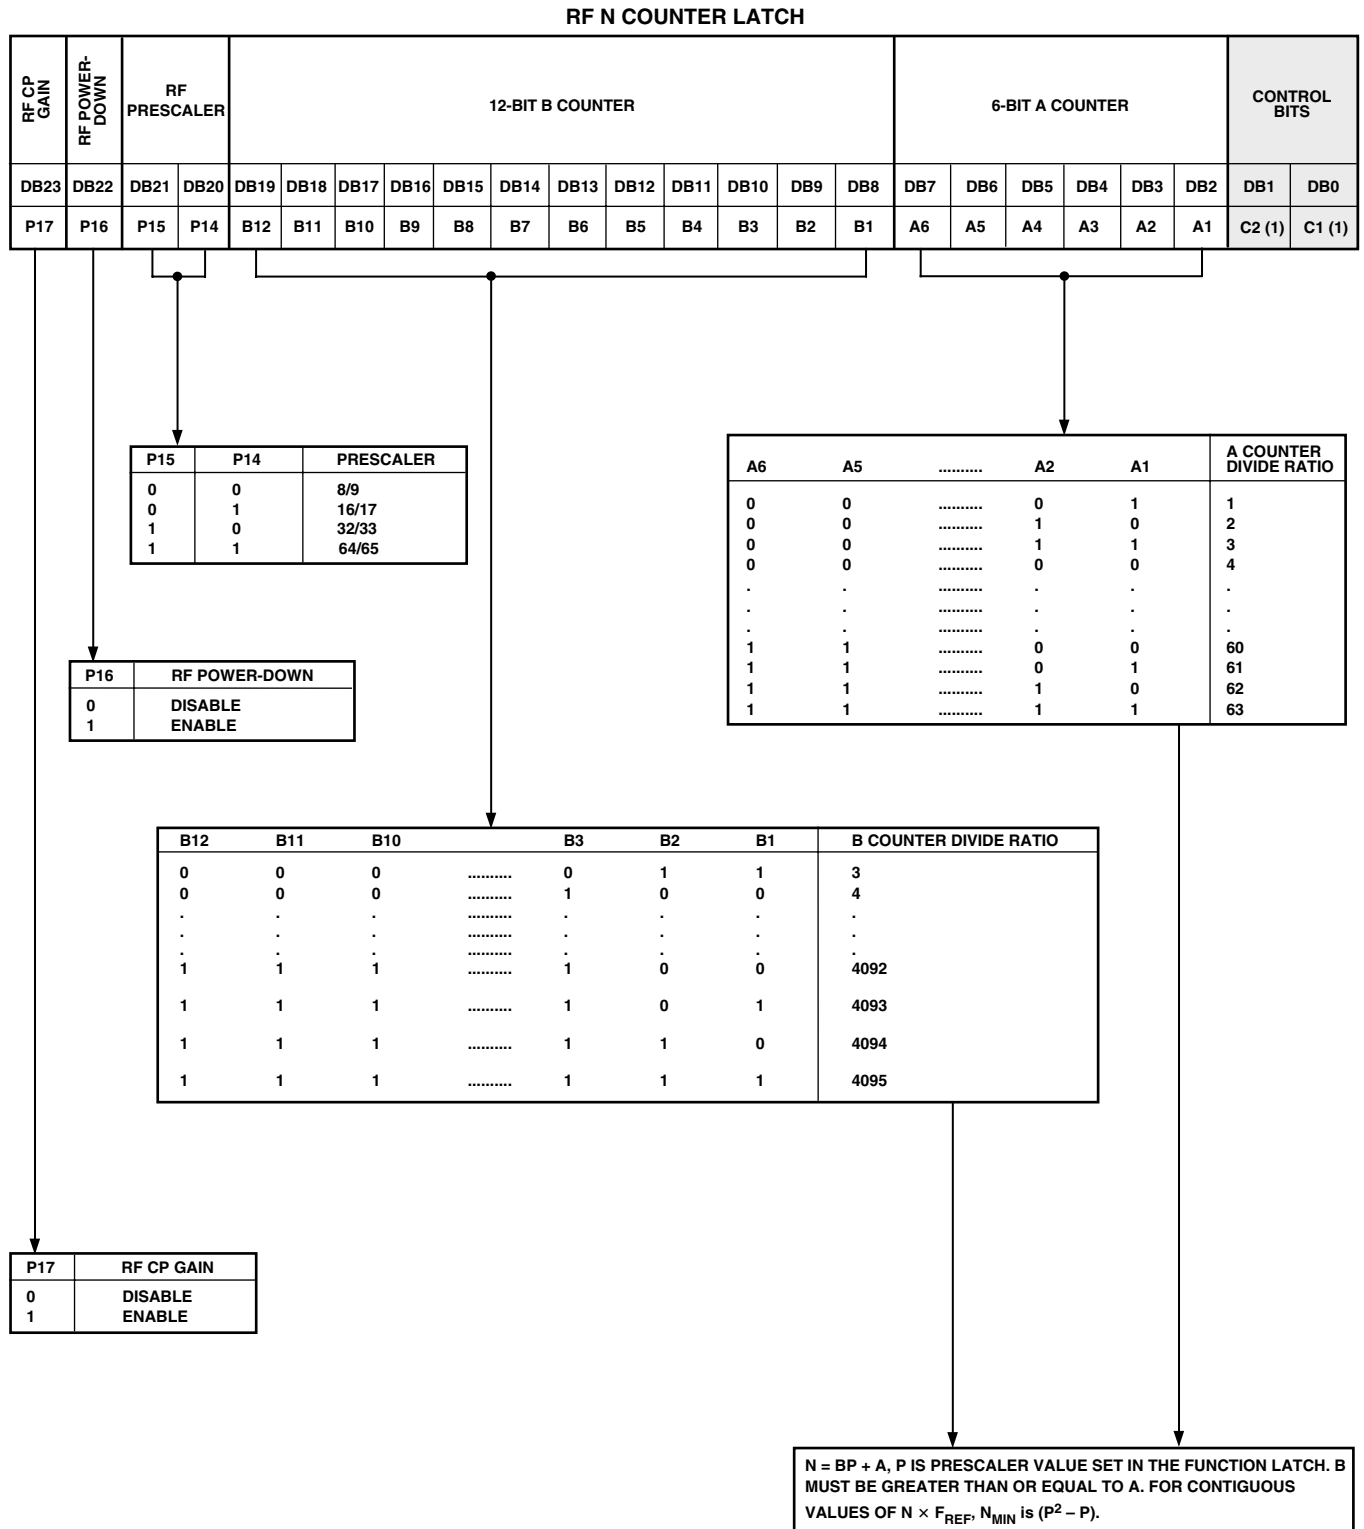 RF N COUNTER LATCH
RF CP GAIN
RF POWER-DOWN
RF PRESCALER
12-BIT B COUNTER
6-BIT A COUNTER
CONTROL BITS
DB23 DB22 DB21 DB20 DB19 DB18 DB17 DB16 DB15 DB14 DB13 DB12 DB11 DB10 DB9 DB8 DB7 DB6 DB5 DB4 DB3 DB2 DB1 DB0
P17 P16 P15 P14 B12 B11 B10 B9 B8 B7 B6 B5 B4 B3 B2 B1 A6 A5 A4 A3 A2 A1 C2 (1) C1 (1)
P15 P14 PRESCALER
0 0 8/9
0 1 16/17
1 0 32/33
1 1 64/65
A6 A5 .......... A2 A1 A COUNTER DIVIDE RATIO
0 0 .......... 0 1 1
0 0 .......... 1 0 2
0 0 .......... 1 1 3
0 0 .......... 0 0 4
. . .......... . . .
. . .......... . . .
. . .......... . . .
1 1 .......... 0 0 60
1 1 .......... 0 1 61
1 1 .......... 1 0 62
1 1 .......... 1 1 63
P16 RF POWER-DOWN
0 DISABLE
1 ENABLE
B12 B11 B10 B3 B2 B1 B COUNTER DIVIDE RATIO
0 0 0 .......... 0 1 1 3
0 0 0 .......... 1 0 0 4
. . . .......... . . . .
. . . .......... . . . .
. . . .......... . . . .
1 1 1 .......... 1 0 0 4092
1 1 1 .......... 1 0 1 4093
1 1 1 .......... 1 1 0 4094
1 1 1 .......... 1 1 1 4095
P17 RF CP GAIN
0 DISABLE
1 ENABLE
N = BP + A, P IS PRESCALER VALUE SET IN THE FUNCTION LATCH. B
MUST BE GREATER THAN OR EQUAL TO A. FOR CONTIGUOUS
VALUES OF N × F_REF, N_MIN is (P² – P).